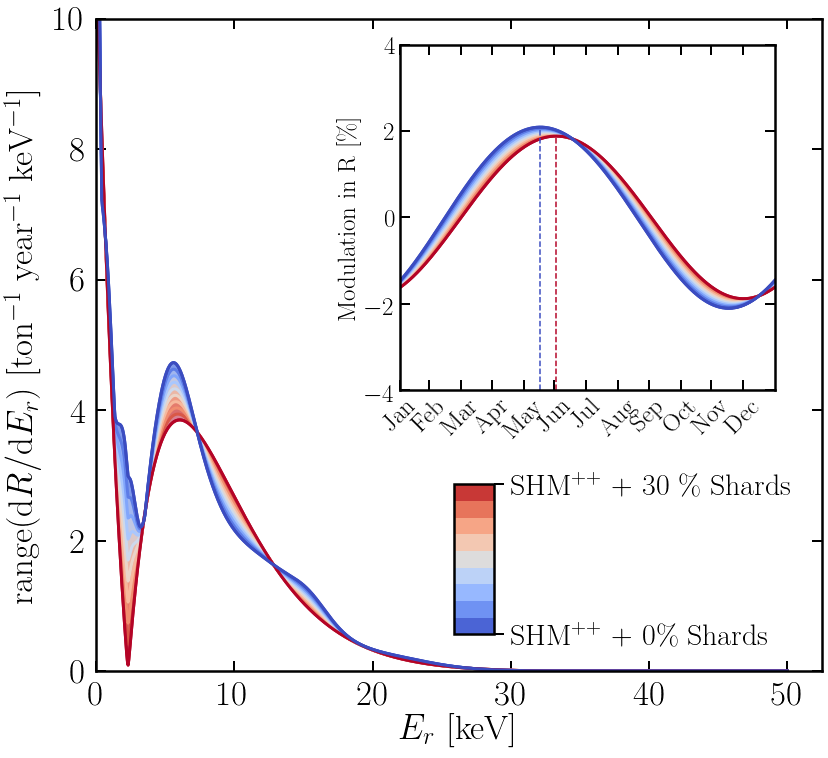 10
8
6
4
2
0
0
10
20
30
40
50
range(dR/dE_r) [ton^{-1} year^{-1} keV^{-1}]
E_r [keV]
4
2
0
−2
−4
Modulation in R [%]
Jan
Feb
Mar
Apr
May
Jun
Jul
Aug
Sep
Oct
Nov
Dec
SHM^{++} + 30 % Shards
SHM^{++} + 0% Shards